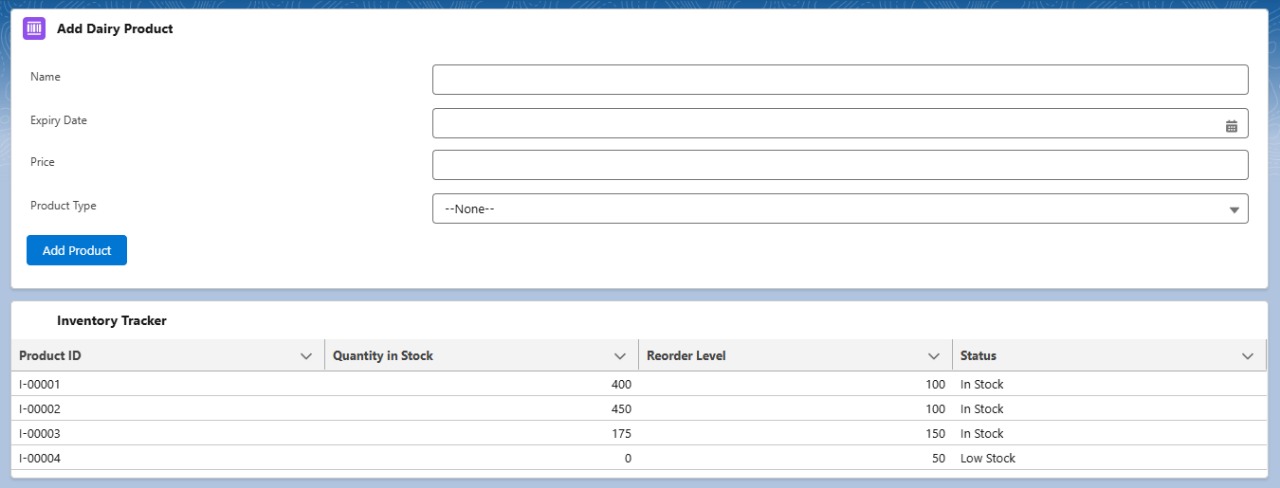 Add Dairy Product
Name
Expiry Date
Price
Product Type
--None--
Add Product
Inventory Tracker
Product ID Quantity in Stock Reorder Level Status
I-00001 400 100 In Stock
I-00002 450 100 In Stock
I-00003 175 150 In Stock
I-00004 0 50 Low Stock